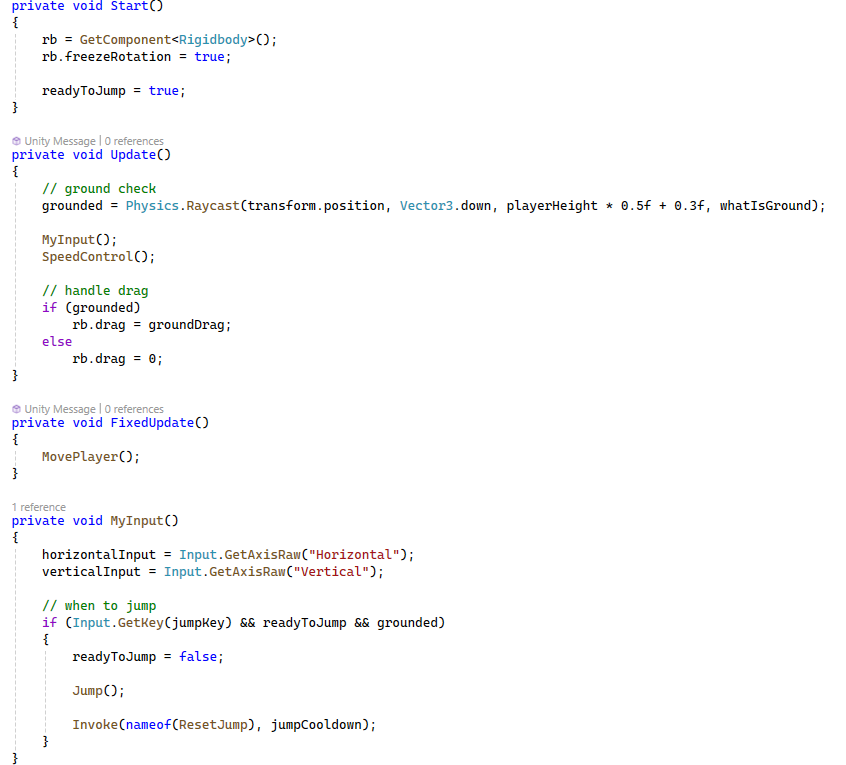 private void Start()
{
rb = GetComponent<Rigidbody>();
rb.freezeRotation = true;
readyToJump = true;
}
Unity Message | 0 references
private void Update()
{
// ground check
grounded = Physics.Raycast(transform.position, Vector3.down, playerHeight * 0.5f + 0.3f, whatIsGround);
MyInput();
SpeedControl();
// handle drag
if (grounded)
rb.drag = groundDrag;
else
rb.drag = 0;
}
Unity Message | 0 references
private void FixedUpdate()
{
MovePlayer();
}
1 reference
private void MyInput()
{
horizontalInput = Input.GetAxisRaw("Horizontal");
verticalInput = Input.GetAxisRaw("Vertical");
// when to jump
if (Input.GetKey(jumpKey) && readyToJump && grounded)
{
readyToJump = false;
Jump();
Invoke(nameof(ResetJump), jumpCooldown);
}
}